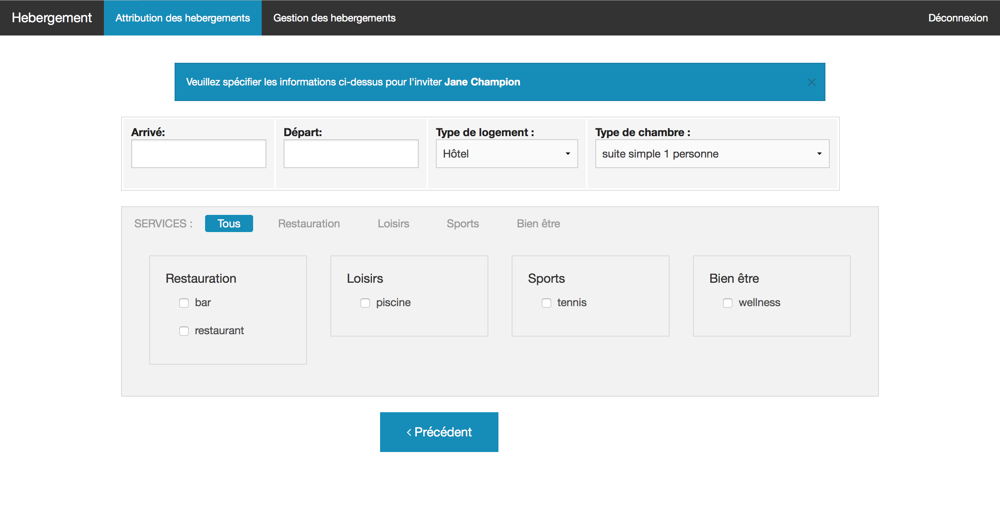 Hebergement Attribution des hebergements Gestion des hebergements Déconnexion
Veuillez spécifier les informations ci-dessus pour l'inviter Jane Champion
Arrivé: Départ: Type de logement : Type de chambre :
Hôtel suite simple 1 personne
SERVICES : Tous Restauration Loisirs Sports Bien être
Restauration Loisirs Sports Bien être
bar piscine tennis wellness
restaurant
‹ Précédent